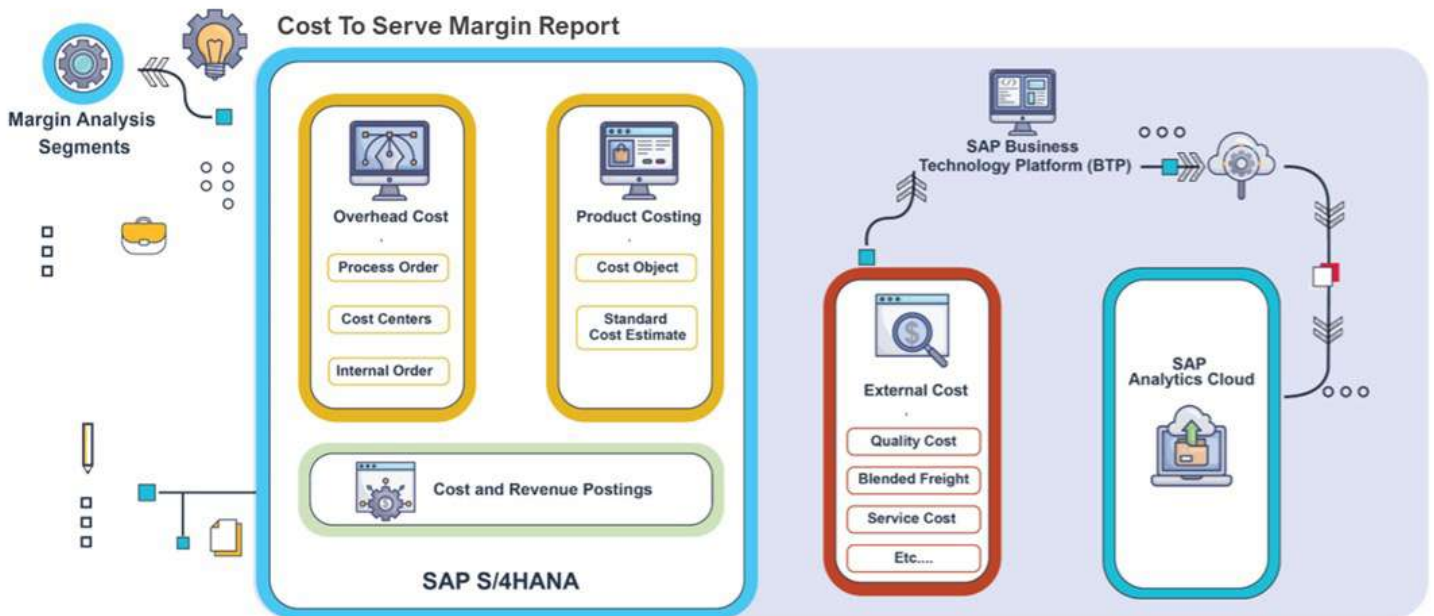 Cost To Serve Margin Report
Margin Analysis
Segments
Overhead Cost
Process Order
Cost Centers
Internal Order
Product Costing
Cost Object
Standard
Cost Estimate
Cost and Revenue Postings
SAP S/4HANA
SAP Business
Technology Platform (BTP)
External Cost
Quality Cost
Blended Freight
Service Cost
Etc....
SAP
Analytics Cloud